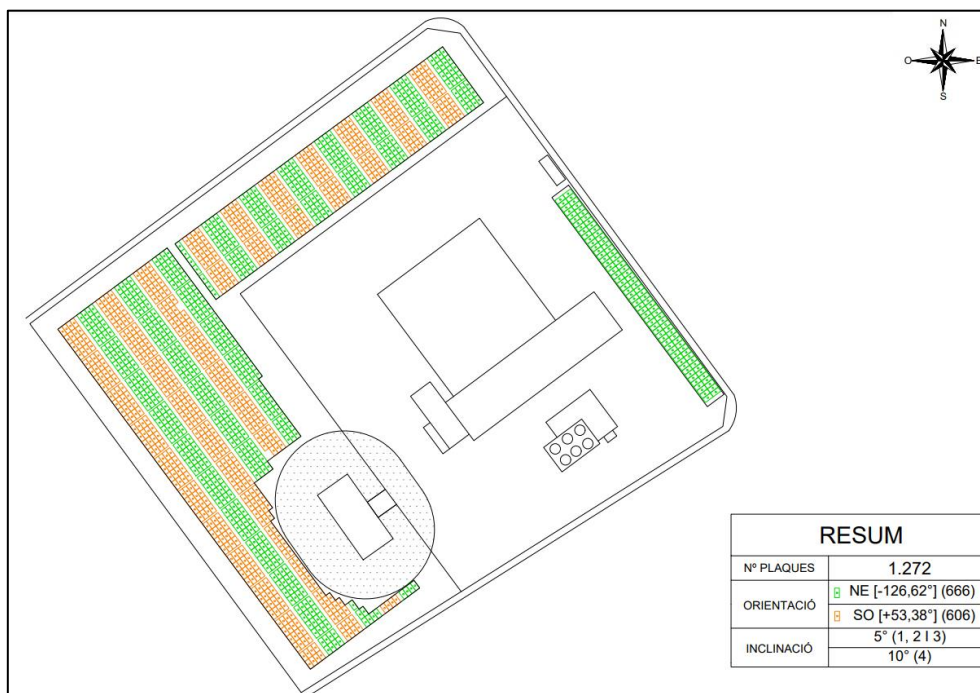 N
O
E
S
RESUM
Nº PLAQUES 1.272
ORIENTACIÓ
NE [-126,62°] (666)
SO [+53,38°] (606)
INCLINACIÓ
5° (1, 2 I 3)
10° (4)